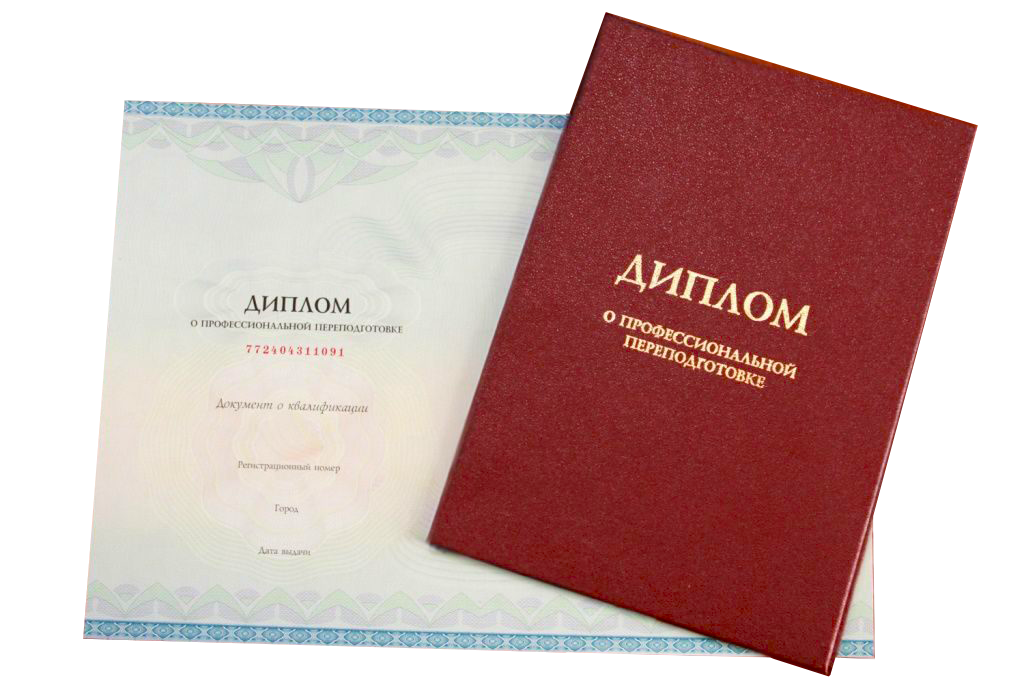 ДИПЛОМ
О ПРОФЕССИОНАЛЬНОЙ ПЕРЕПОДГОТОВКЕ
772404311091
Документ о квалификации
Регистрационный номер
Город
Дата выдачи
ДИПЛОМ
О ПРОФЕССИОНАЛЬНОЙ
ПЕРЕПОДГОТОВКЕ